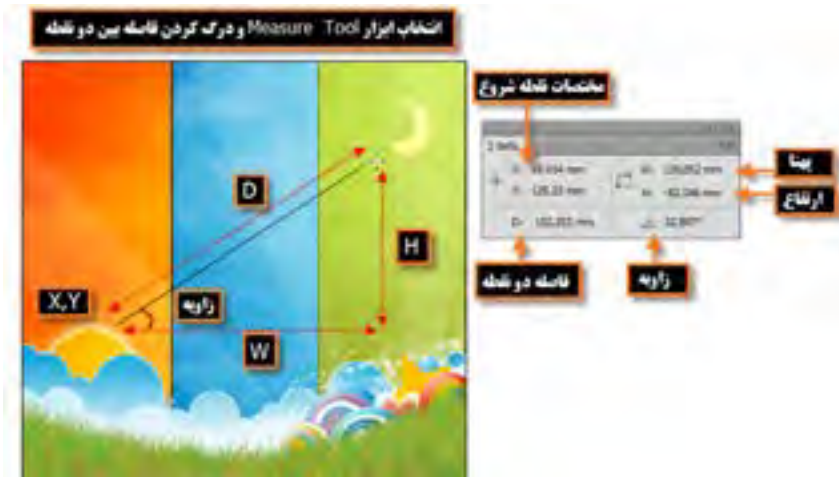 انتخاب ابزار Measure Tool و درک کردن فاصله بین دو نقطه
مختصات نقطه شروع
پهنا
ارتفاع
D
H
X,Y
زاویه
W
فاصله دو نقطه
زاویه